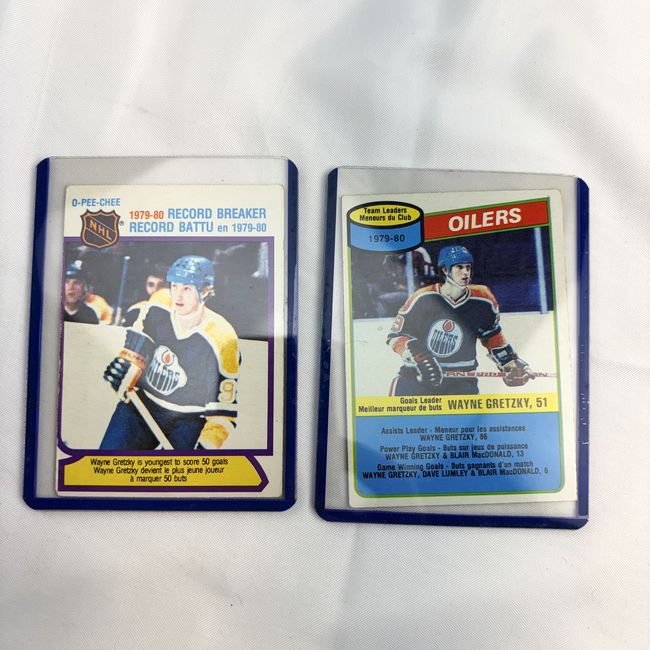 O-PEE-CHEE
NHL
1979-80 RECORD BREAKER
RECORD BATTU en 1979-80
OILERS
9
Wayne Gretzky is youngest to score 50 goals
Wayne Gretzky devient le plus jeune joueur
à marquer 50 buts
Team Leaders
Meneurs du Club
1979-80
OILERS
OILERS
Goals Leader
Meilleur marqueur de buts
WAYNE GRETZKY, 51
Assists Leader - Meneur pour les assistances
WAYNE GRETZKY, 86
Power Play Goals - Buts sur jeux de puissance
WAYNE GRETZKY & BLAIR MacDONALD, 13
Game Winning Goals - Buts gagnants d'un match
WAYNE GRETZKY, DAVE LUMLEY & BLAIR MacDONALD, 6